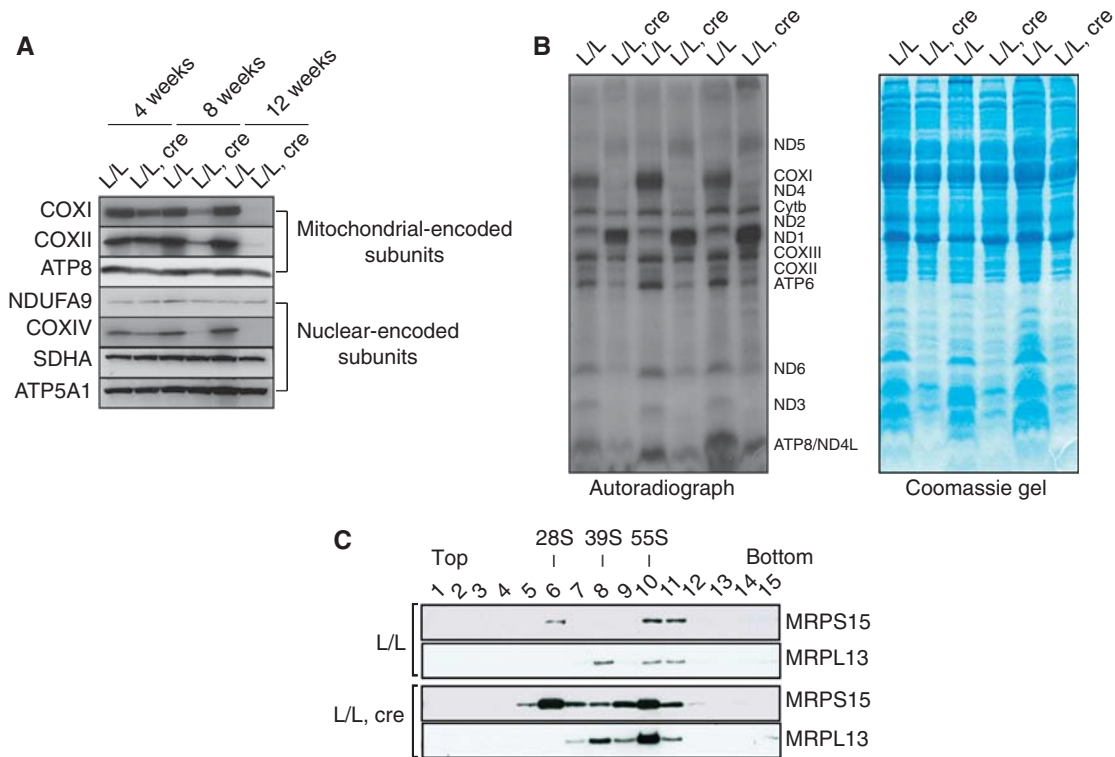 A
4 weeks
8 weeks
12 weeks
L/L
L/L, cre
L/L
L/L, cre
L/L
L/L, cre
COXI
COXII
ATP8
NDUFA9
COXIV
SDHA
ATP5A1
Mitochondrial-encoded
subunits
Nuclear-encoded
subunits
B
L/L
L/L, cre
L/L
L/L, cre
L/L
L/L, cre
ND5
COXI
ND4
Cytb
ND2
ND1
COXIII
COXII
ATP6
ND6
ND3
ATP8/ND4L
Autoradiograph
L/L
L/L, cre
L/L
L/L, cre
L/L
L/L, cre
Coomassie gel
C
28S 39S 55S
Top Bottom
1 2 3 4 5 6 7 8 9 10 11 12 13 14 15
L/L
MRPS15
MRPL13
L/L, cre
MRPS15
MRPL13